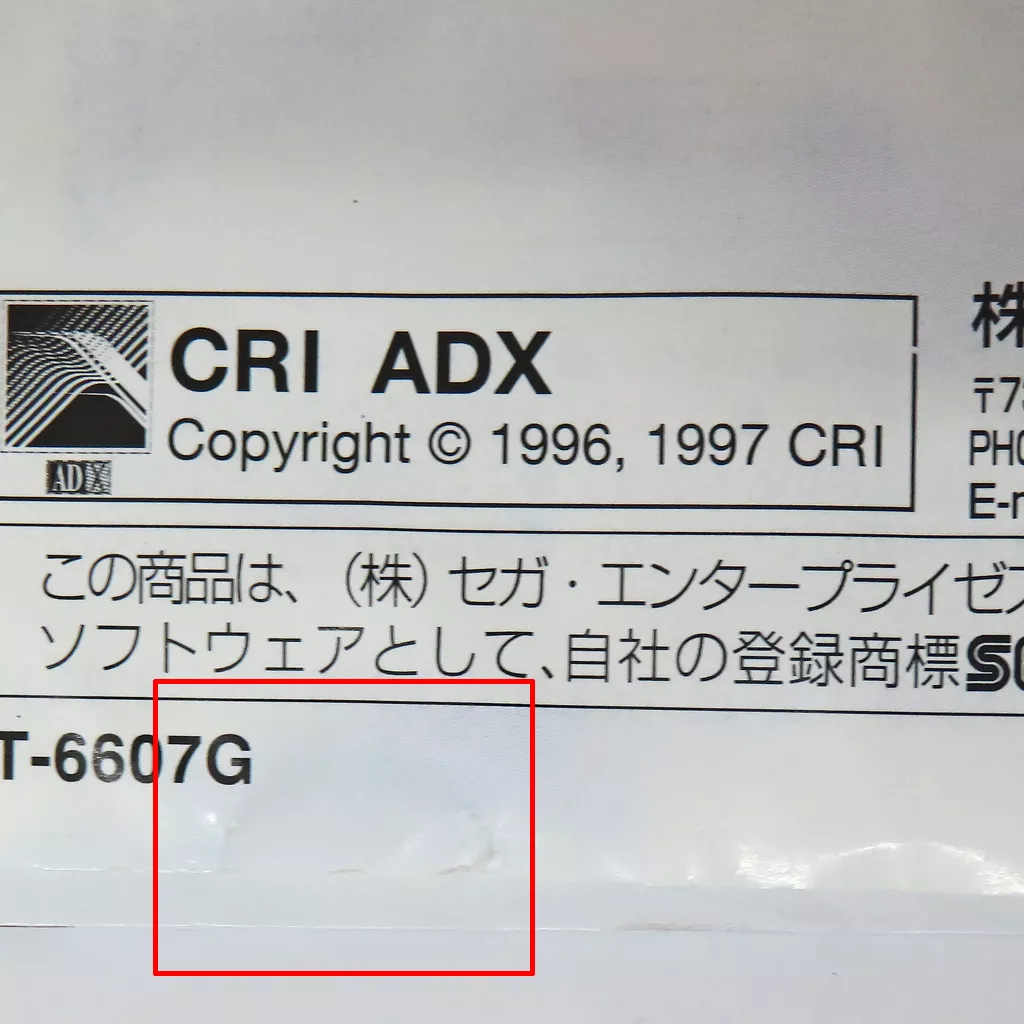 CRI ADX
Copyright © 1996, 1997 CRI
ADX
株
〒7
PHO
E-
この商品は、（株）セガ・エンタープライゼス
ソフトウェアとして、自社の登録商標
T-6607G